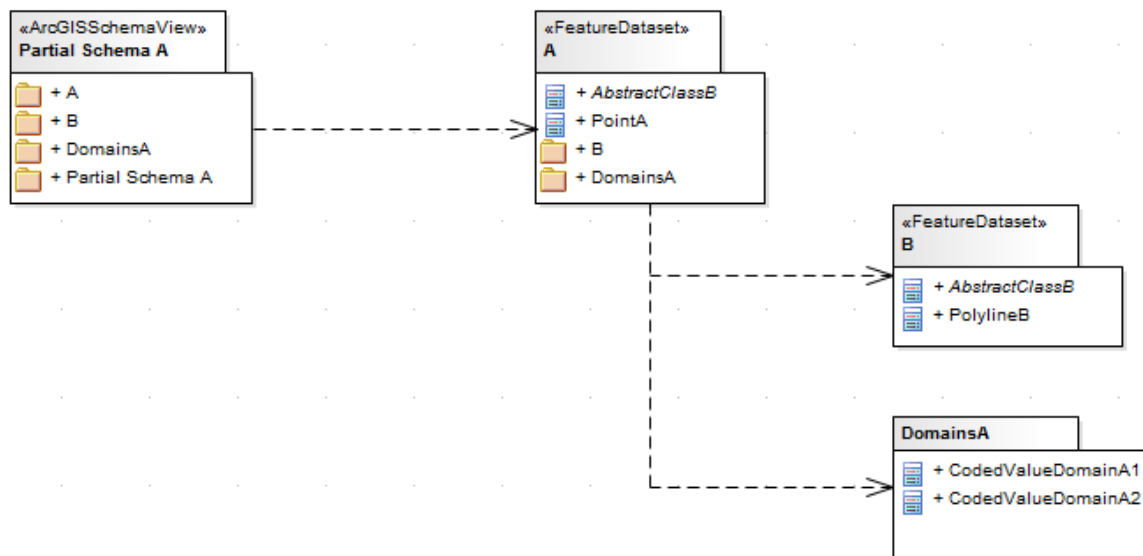 «ArcGISSchemaView»
Partial Schema A
+ A
+ B
+ DomainsA
+ Partial Schema A
«FeatureDataset»
A
+ AbstractClassB
+ PointA
+ B
+ DomainsA
«FeatureDataset»
B
+ AbstractClassB
+ PolylineB
DomainsA
+ CodedValueDomainA1
+ CodedValueDomainA2